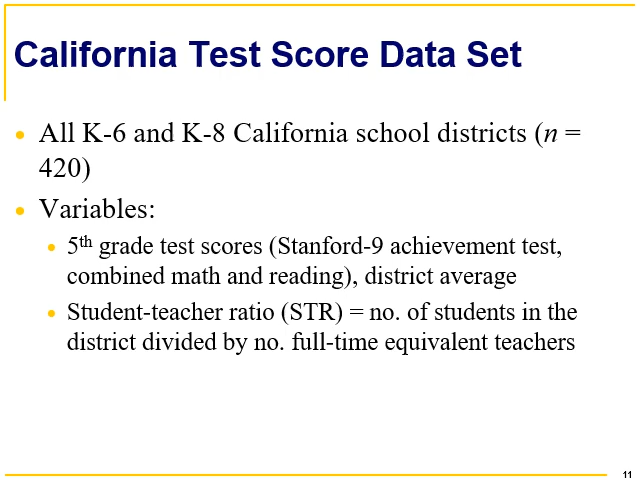 California Test Score Data Set
• All K-6 and K-8 California school districts (n =
420)
• Variables:
• 5th grade test scores (Stanford-9 achievement test,
combined math and reading), district average
• Student-teacher ratio (STR) = no. of students in the
district divided by no. full-time equivalent teachers
11